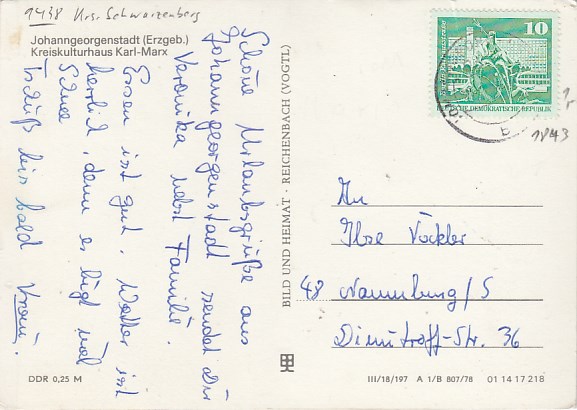 9438 Krs. Schwarzenberg
Johanngeorgenstadt (Erzgeb.)
Kreiskulturhaus Karl-Marx
Schöne Urlaubsgrüße aus
Johanngeorgenstadt sendet Dir
Veronika nebst Familie.
Essen ist gut. Wetter ist
herrlich, denn es liegt viel
Schnee
Tschüß bis bald
BILD UND HEIMAT · REICHENBACH (VOGTL)
10
DEUTSCHE DEMOKRATISCHE REPUBLIK
1843
An
Ilse Vöckler
48 Naumburg/S
Dimitroff-Str. 36
DDR 0,25 M
III/18/197 A 1/B 807/78 01 14 17 218